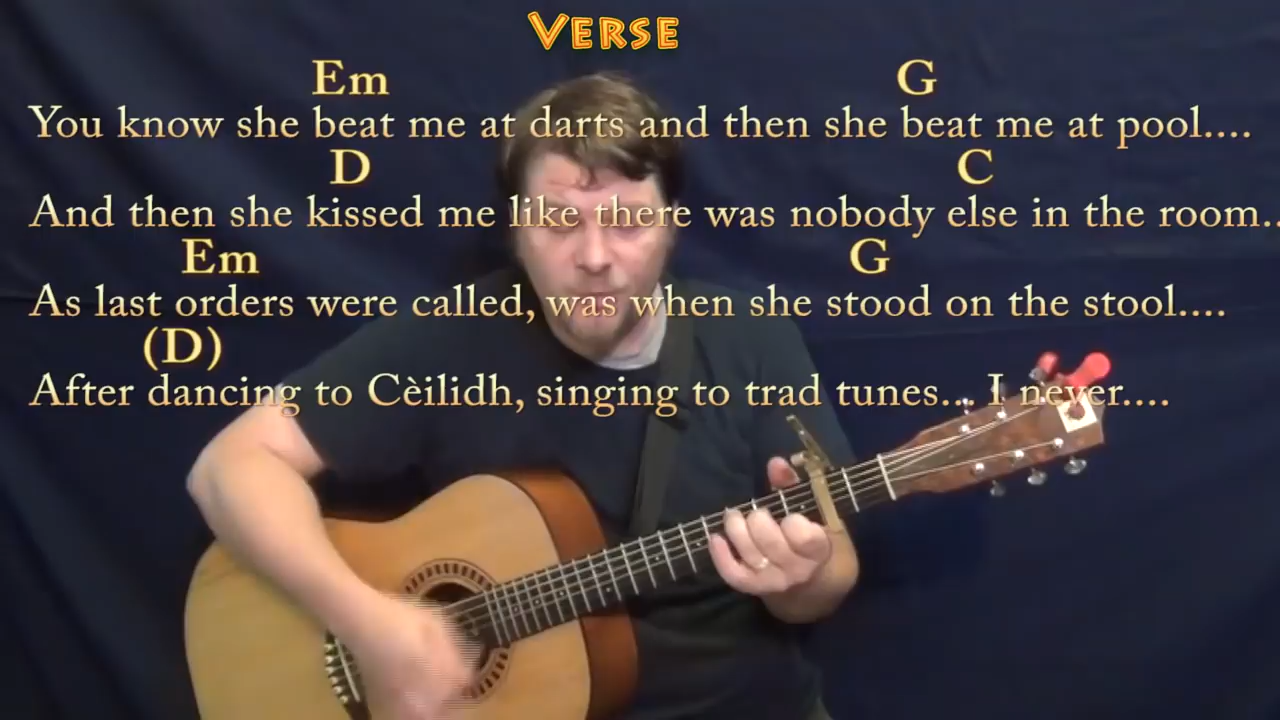 VERSE
Em G
You know she beat me at darts and then she beat me at pool....
D C
And then she kissed me like there was nobody else in the room..
Em G
As last orders were called, was when she stood on the stool....
(D)
After dancing to Cèilidh, singing to trad tunes... I never....